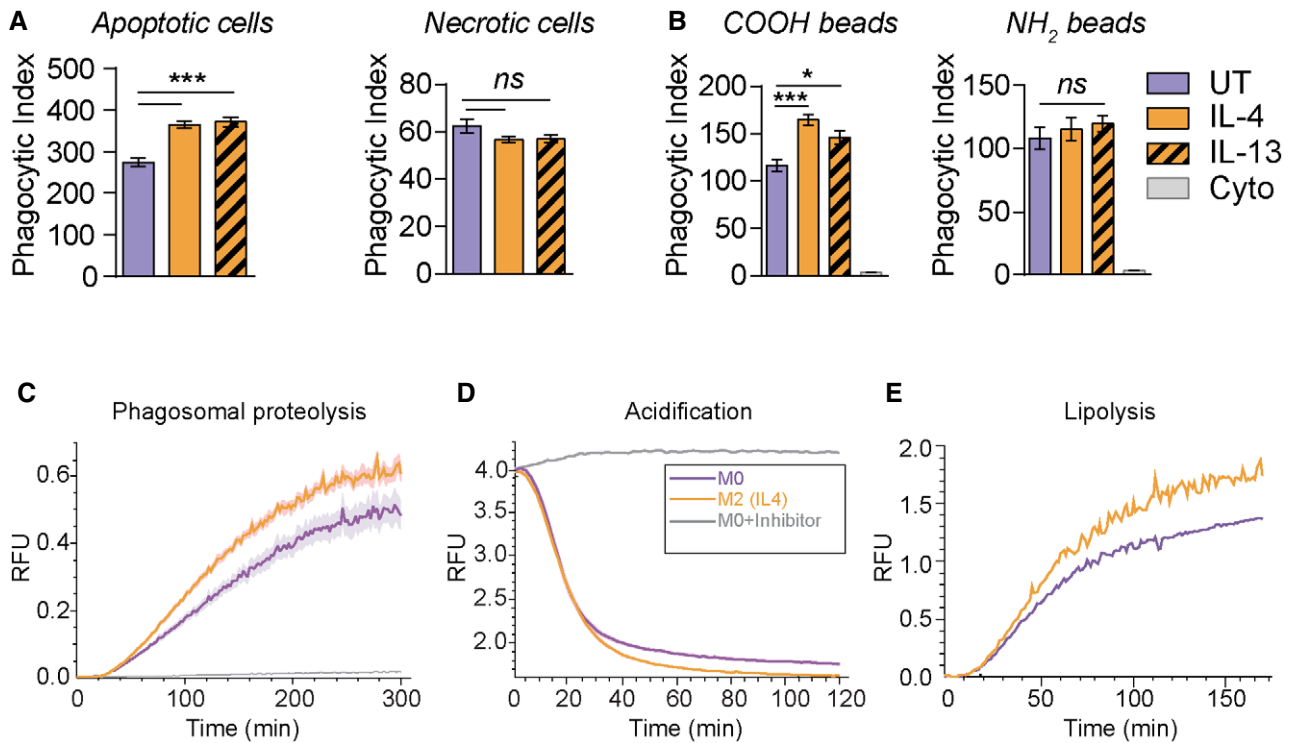 A
Apoptotic cells
Phagocytic Index
500
400
300
200
100
0
***
Necrotic cells
Phagocytic Index
80
60
40
20
0
ns
B
COOH beads
Phagocytic Index
200
150
100
50
0
***
*
NH2 beads
Phagocytic Index
150
100
50
0
ns
UT
IL-4
IL-13
Cyto
C
Phagosomal proteolysis
RFU
0.6
0.4
0.2
0.0
0 100 200 300
Time (min)
D
Acidification
RFU
4.0
3.5
3.0
2.5
2.0
0 20 40 60 80 100 120
Time (min)
M0
M2 (IL4)
M0+Inhibitor
E
Lipolysis
RFU
2.0
1.5
1.0
0.5
0.0
0 50 100 150
Time (min)